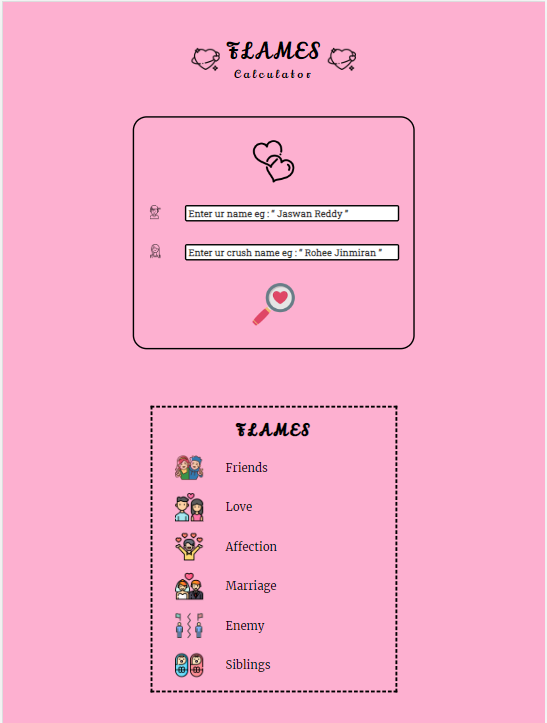 FLAMES
Calculator
Enter ur name eg : " Jaswan Reddy "
Enter ur crush name eg : " Rohee Jinmiran "
FLAMES
Friends
Love
Affection
Marriage
Enemy
Siblings